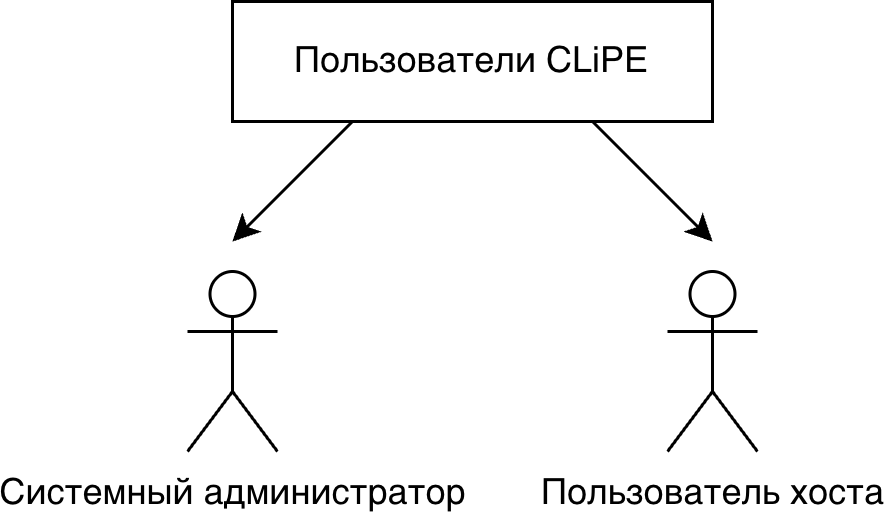 Пользователи CLiPE
Системный администратор
Пользователь хоста